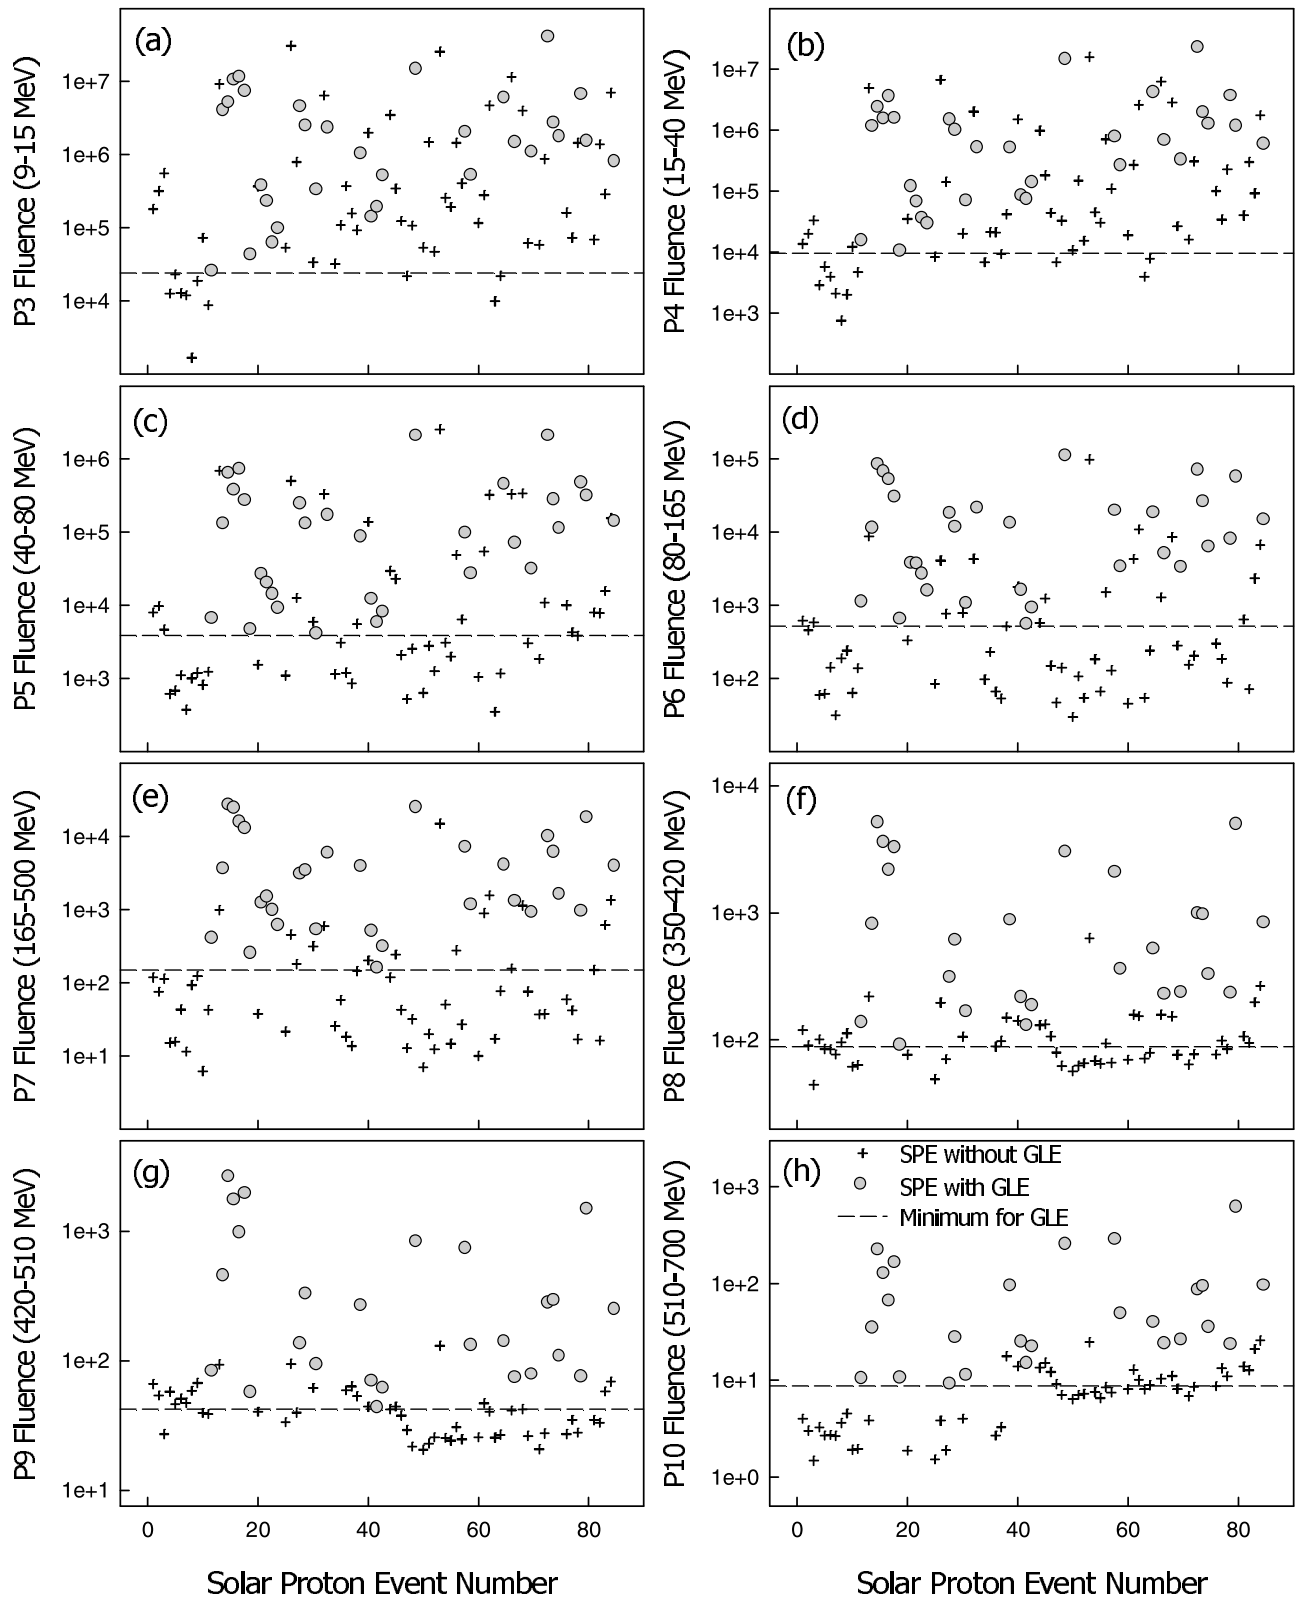 (a)
P3 Fluence (9-15 MeV)
1e+7
1e+6
1e+5
1e+4
(b)
P4 Fluence (15-40 MeV)
1e+7
1e+6
1e+5
1e+4
1e+3
(c)
P5 Fluence (40-80 MeV)
1e+6
1e+5
1e+4
1e+3
(d)
P6 Fluence (80-165 MeV)
1e+5
1e+4
1e+3
1e+2
(e)
P7 Fluence (165-500 MeV)
1e+4
1e+3
1e+2
1e+1
(f)
P8 Fluence (350-420 MeV)
1e+4
1e+3
1e+2
(g)
P9 Fluence (420-510 MeV)
1e+3
1e+2
1e+1
0 20 40 60 80
Solar Proton Event Number
(h)
P10 Fluence (510-700 MeV)
1e+3
1e+2
1e+1
1e+0
SPE without GLE
SPE with GLE
Minimum for GLE
0 20 40 60 80
Solar Proton Event Number